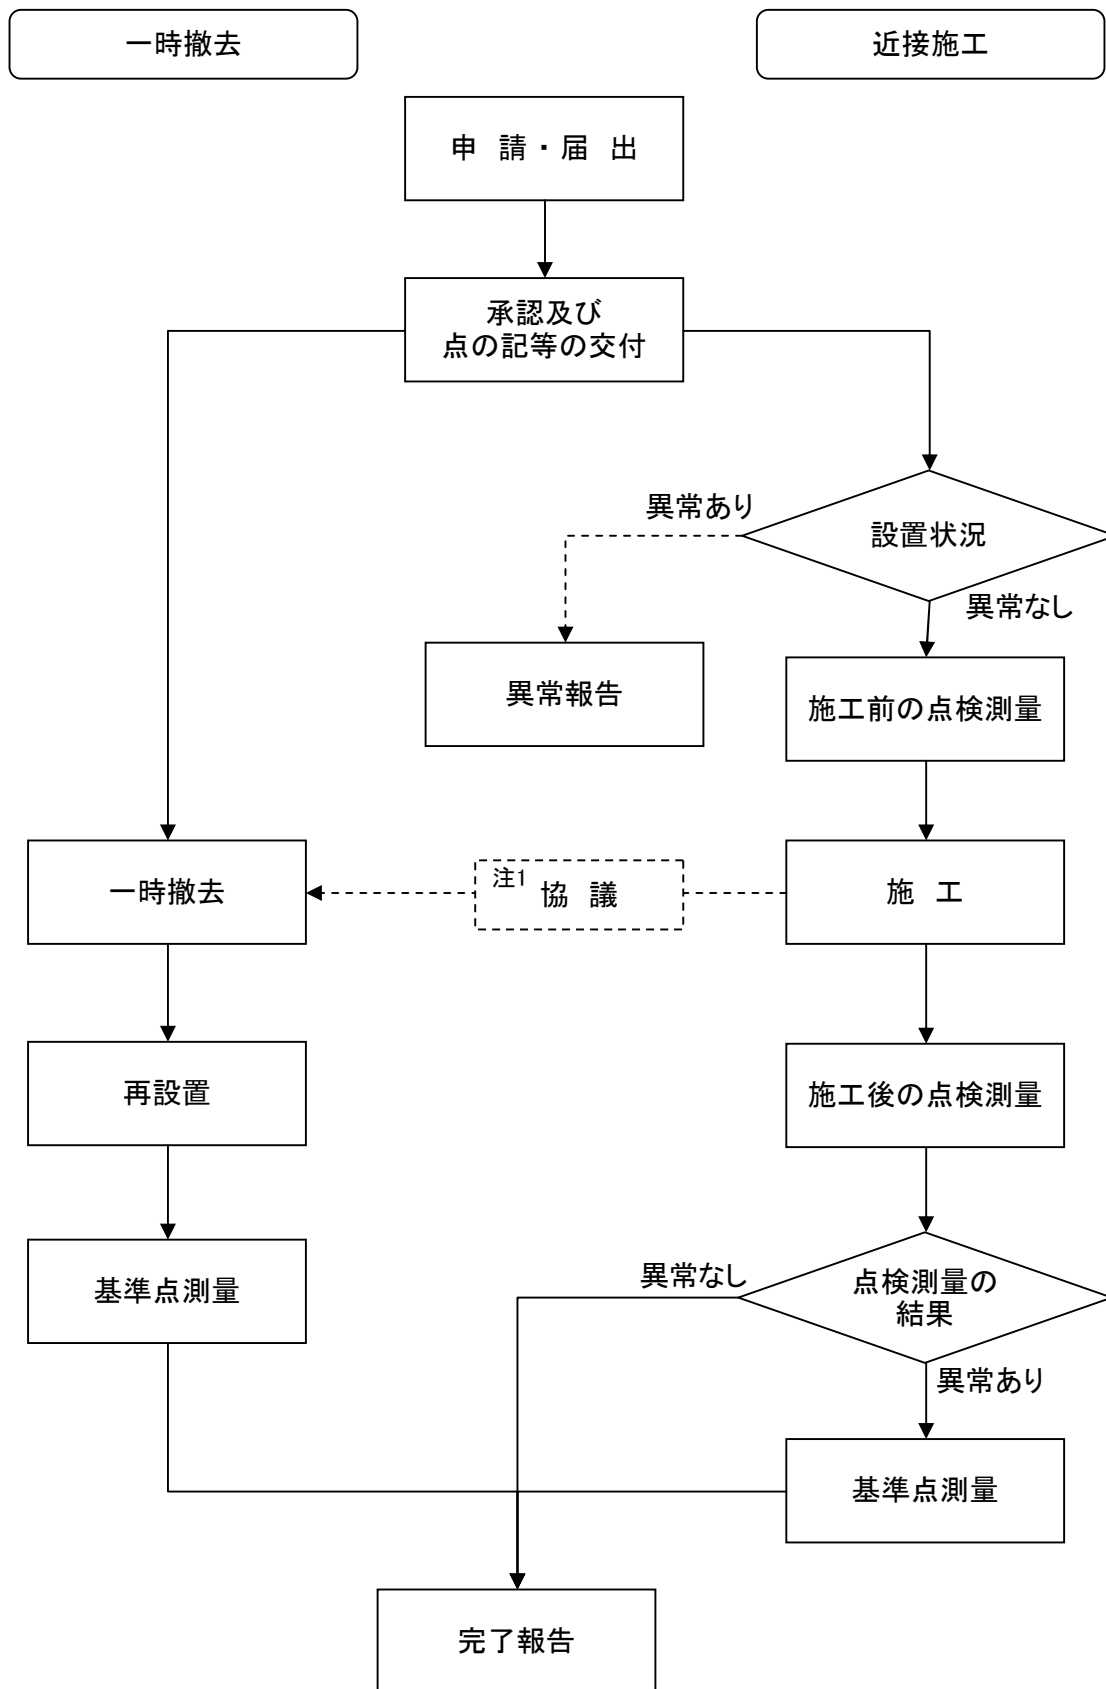 一時撤去
近接施工
申 請・届 出
承認及び
点の記等の交付
異常あり
設置状況
異常なし
異常報告
施工前の点検測量
一時撤去
注1 協 議
施 工
再設置
施工後の点検測量
基準点測量
異常なし
点検測量の
結果
異常あり
基準点測量
完了報告